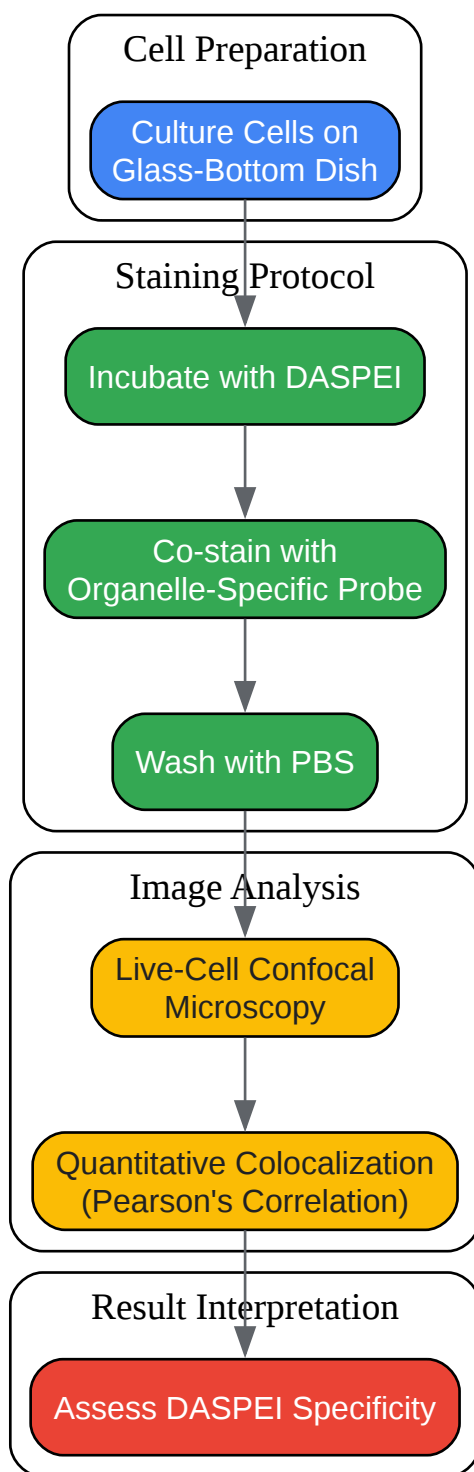 Cell Preparation
Culture Cells on
Glass-Bottom Dish
Staining Protocol
Incubate with DASPEI
Co-stain with
Organelle-Specific Probe
Wash with PBS
Image Analysis
Live-Cell Confocal
Microscopy
Quantitative Colocalization
(Pearson's Correlation)
Result Interpretation
Assess DASPEI Specificity